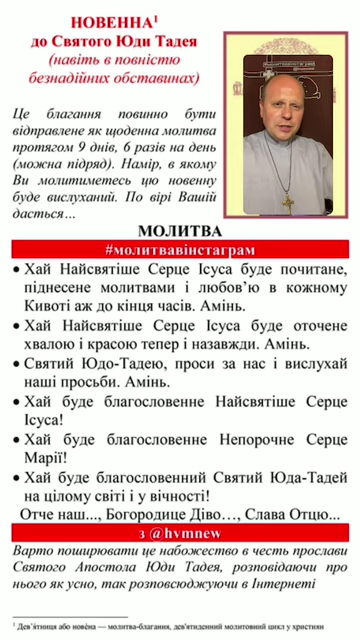 НОВЕННА¹
до Святого Юди Тадея
(навіть в повністю
безнадійних обставинах)
Це благання повинно бути
відправлене як щоденна молитва
протягом 9 днів, 6 разів на день
(можна підряд). Намір, в якому
Ви молитиметесь цю новенну
буде вислуханий. По вірі Вашій
дасться…
МОЛИТВА
#молитвавінстаграм
• Хай Найсвятіше Серце Ісуса буде почитане,
піднесене молитвами і любов’ю в кожному
Кивоті аж до кінця часів. Амінь.
• Хай Найсвятіше Серце Ісуса буде оточене
хвалою і красою тепер і назавжди. Амінь.
• Святий Юдо-Тадею, проси за нас і вислухай
наші просьби. Амінь.
• Хай буде благословенне Найсвятіше Серце
Ісуса!
• Хай буде благословенне Непорочне Серце
Марії!
• Хай буде благословенний Святий Юда-Тадей
на цілому світі і у вічності!
Отче наш..., Богородице Діво…, Слава Отцю...
з @hvmnew
Варто поширювати це набожество в честь прослави
Святого Апостола Юди Тадея, розповідаючи про
нього як усно, так розповсюджуючи в Інтернеті
¹ Дев’ятниця або новéна — молитва-благання, дев'ятиденний молитовний цикл у християн